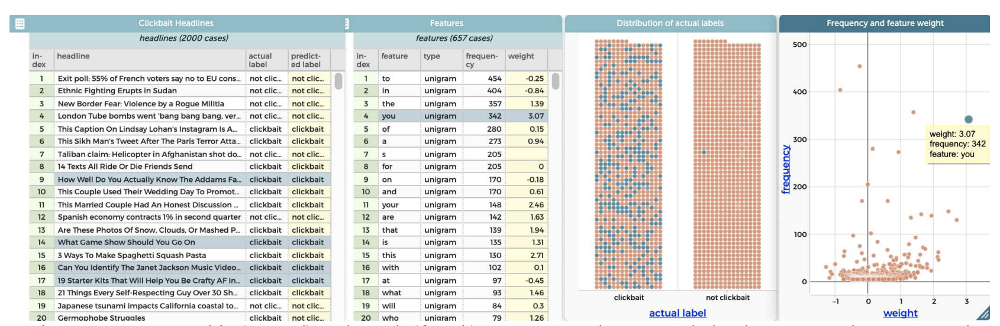 Clickbait Headlines
headlines (2000 cases)
in-dex headline actual label predict-ed label
1 Exit poll: 55% of French voters say no to EU cons... not clic... not clic...
2 Ethnic Fighting Erupts in Sudan not clic... not clic...
3 New Border Fear: Violence by a Rogue Militia not clic... not clic...
4 London Tube bombs went 'bang bang bang, ver... not clic... not clic...
5 This Caption On Lindsay Lohan's Instagram Is A... clickbait clickbait
6 This Sikh Man's Tweet After The Paris Terror Atta... clickbait clickbait
7 Taliban claim: Helicopter in Afghanistan shot do... not clic... not clic...
8 14 Texts All Ride Or Die Friends Send clickbait clickbait
9 How Well Do You Actually Know The Addams Fa... clickbait clickbait
10 This Couple Used Their Wedding Day To Promot... clickbait clickbait
11 This Married Couple Had An Honest Discussion ... clickbait clickbait
12 Spanish economy contracts 1% in second quarter not clic... not clic...
13 Are These Photos Of Snow, Clouds, Or Mashed P... clickbait clickbait
14 What Game Show Should You Go On clickbait clickbait
15 3 Ways To Make Spaghetti Squash Pasta clickbait clickbait
16 Can You Identify The Janet Jackson Music Video... clickbait clickbait
17 19 Starter Kits That Will Help You Be Crafty AF In... clickbait clickbait
18 21 Things Every Self-Respecting Guy Over 30 Sh... clickbait clickbait
19 Japanese tsunami impacts California coastal to... not clic... not clic...
20 Germophobe Struggles clickbait clickbait
Features
features (657 cases)
in-dex feature type frequen-cy weight
1 to unigram 454 -0.25
2 in unigram 404 -0.84
3 the unigram 357 1.39
4 you unigram 342 3.07
5 of unigram 280 0.15
6 a unigram 273 0.94
7 s unigram 205
8 for unigram 205 0
9 on unigram 170 -0.18
10 and unigram 170 0.61
11 your unigram 148 2.46
12 are unigram 142 1.63
13 that unigram 139 1.94
14 is unigram 135 1.31
15 this unigram 130 2.71
16 with unigram 102 0.1
17 at unigram 97 -0.45
18 what unigram 93 1.46
19 will unigram 84 0.3
20 who unigram 79 1.26
Distribution of actual labels
clickbait not clickbait
actual label
Frequency and feature weight
500
400
300
200
100
0
frequency
weight: 3.07
frequency: 342
feature: you
-1 0 1 2 3
weight